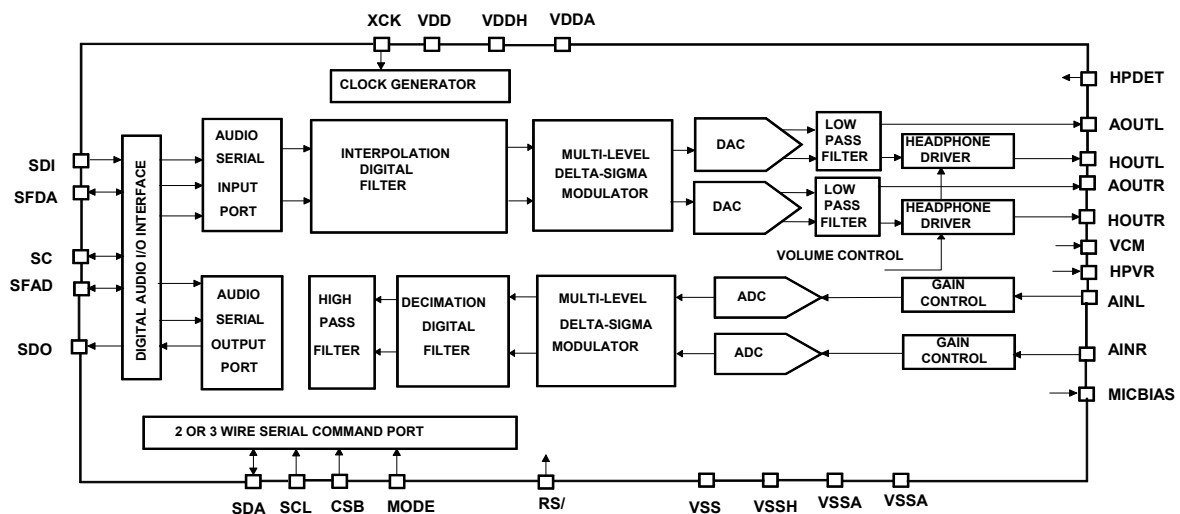 XCK VDD VDDH VDDA
CLOCK GENERATOR
HPDET
SDI
SFDA
SC
SFAD
SDO
DIGITAL AUDIO I/O INTERFACE
AUDIO
SERIAL
INPUT
PORT
INTERPOLATION
DIGITAL
FILTER
MULTI-LEVEL
DELTA-SIGMA
MODULATOR
DAC
DAC
LOW
PASS
FILTER
LOW
PASS
FILTER
HEADPHONE
DRIVER
HEADPHONE
DRIVER
VOLUME CONTROL
AOUTL
HOUTL
AOUTR
HOUTR
VCM
HPVR
AINL
AINR
MICBIAS
AUDIO
SERIAL
OUTPUT
PORT
HIGH
PASS
FILTER
DECIMATION
DIGITAL
FILTER
MULTI-LEVEL
DELTA-SIGMA
MODULATOR
ADC
ADC
GAIN
CONTROL
GAIN
CONTROL
2 OR 3 WIRE SERIAL COMMAND PORT
SDA SCL CSB MODE RS/ VSS VSSH VSSA VSSA